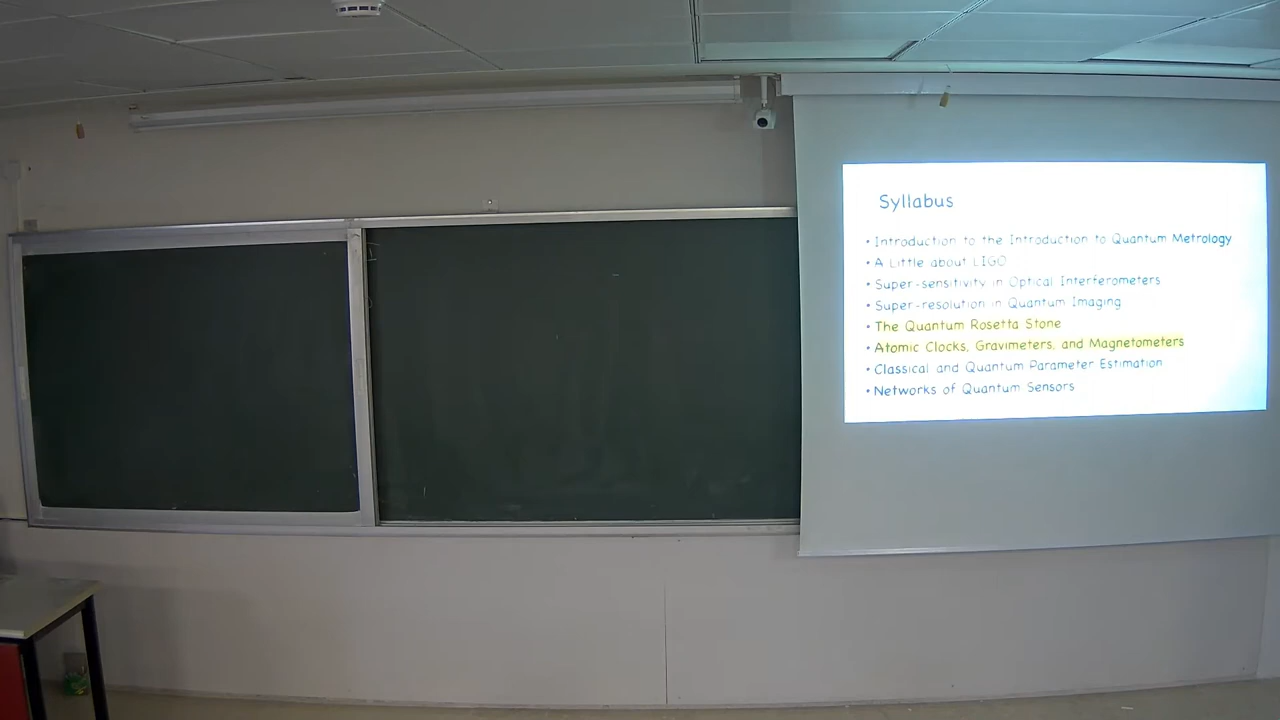 Syllabus
• Introduction to the Introduction to Quantum Metrology
• A Little about LIGO
• Super-sensitivity in Optical Interferometers
• Super-resolution in Quantum Imaging
• The Quantum Rosetta Stone
• Atomic Clocks, Gravimeters, and Magnetometers
• Classical and Quantum Parameter Estimation
• Networks of Quantum Sensors